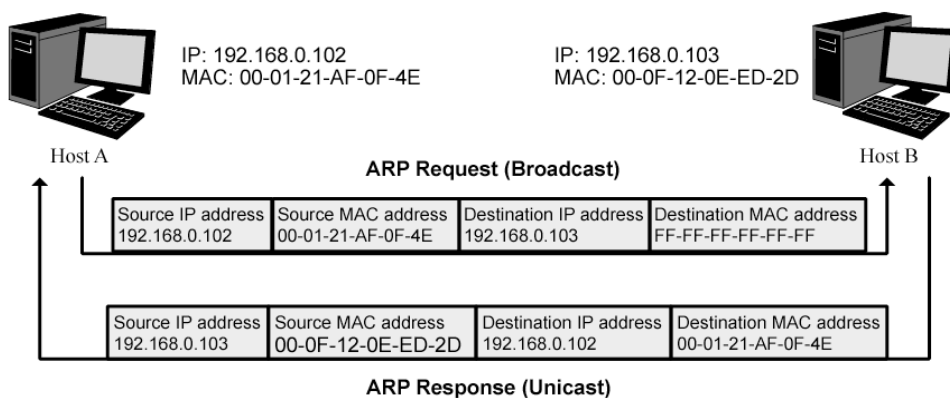 IP: 192.168.0.102
MAC: 00-01-21-AF-0F-4E
IP: 192.168.0.103
MAC: 00-0F-12-0E-ED-2D
Host A
Host B
ARP Request (Broadcast)
Source IP address
192.168.0.102
Source MAC address
00-01-21-AF-0F-4E
Destination IP address
192.168.0.103
Destination MAC address
FF-FF-FF-FF-FF-FF
Source IP address
192.168.0.103
Source MAC address
00-0F-12-0E-ED-2D
Destination IP address
192.168.0.102
Destination MAC address
00-01-21-AF-0F-4E
ARP Response (Unicast)